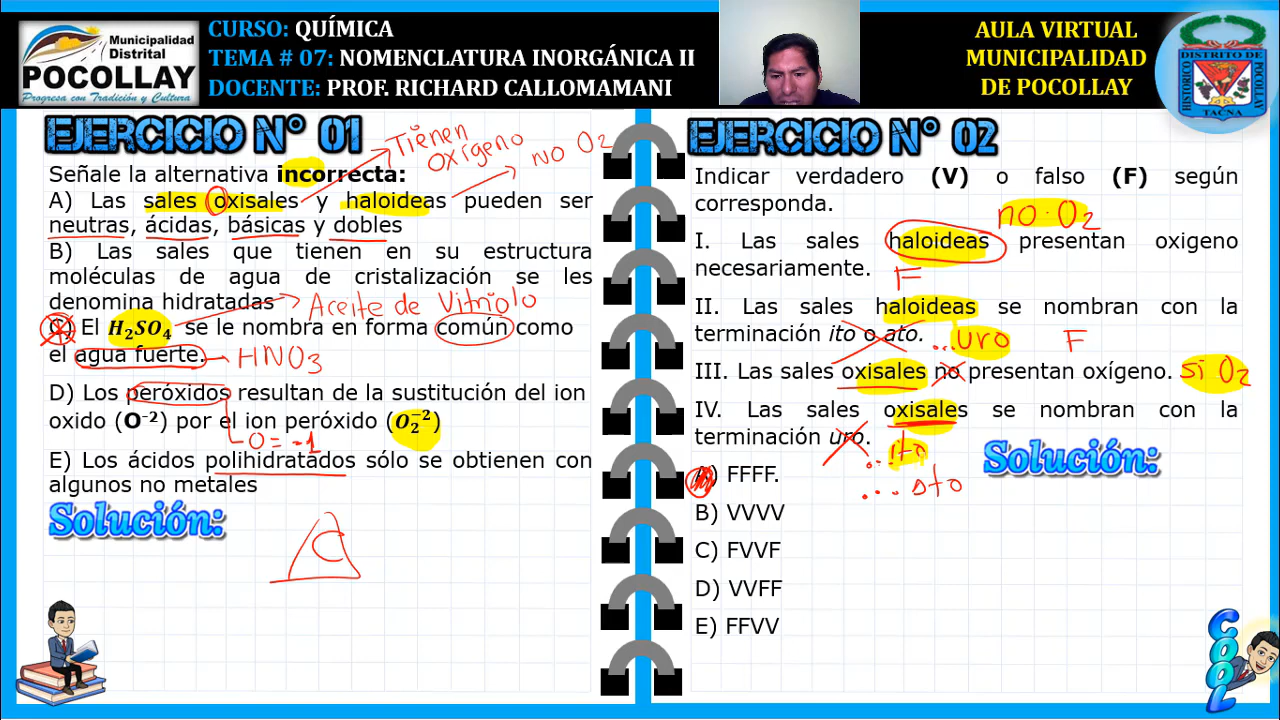 Municipalidad
Distrital
POCOLLAY
Progresa con Tradición y Cultura
CURSO: QUÍMICA
TEMA # 07: NOMENCLATURA INORGÁNICA II
DOCENTE: PROF. RICHARD CALLOMAMANI
AULA VIRTUAL
MUNICIPALIDAD
DE POCOLLAY
DISTRITO DE POCOLLAY
HISTORICO
TACNA
EJERCICIO N° 01
Tienen
oxígeno
no O2
Señale la alternativa incorrecta:
A) Las sales oxisales y haloideas pueden ser
neutras, ácidas, básicas y dobles
B) Las sales que tienen en su estructura
moléculas de agua de cristalización se les
denomina hidratadas
Aceite de Vitriolo
C) El H₂SO₄ se le nombra en forma común como
el agua fuerte.
HNO3
D) Los peróxidos resultan de la sustitución del ion
oxido (O⁻²) por el ion peróxido (O₂⁻²)
O = -1
E) Los ácidos polihidratados sólo se obtienen con
algunos no metales
Solución:
C
EJERCICIO N° 02
Indicar verdadero (V) o falso (F) según
corresponda.
no O2
I. Las sales haloideas presentan oxigeno
necesariamente.
F
II. Las sales haloideas se nombran con la
terminación ito o ato.
...uro
F
III. Las sales oxisales no presentan oxígeno.
si O2
IV. Las sales oxisales se nombran con la
terminación uro.
...ito
...ato
Solución:
A) FFFF.
B) VVVV
C) FVVF
D) VVFF
E) FFVV
COOL